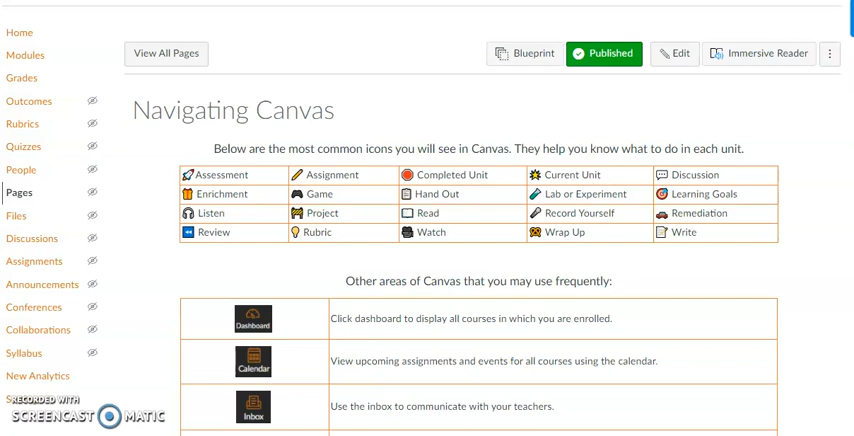 Home
Modules
Grades
Outcomes
Rubrics
Quizzes
People
Pages
Files
Discussions
Assignments
Announcements
Conferences
Collaborations
Syllabus
New Analytics
RECORDED WITH
SCREENCAST MATIC
View All Pages
Blueprint Published Edit Immersive Reader
Navigating Canvas
Below are the most common icons you will see in Canvas. They help you know what to do in each unit.
Assessment Assignment Completed Unit Current Unit Discussion
Enrichment Game Hand Out Lab or Experiment Learning Goals
Listen Project Read Record Yourself Remediation
Review Rubric Watch Wrap Up Write
Other areas of Canvas that you may use frequently:
Dashboard Click dashboard to display all courses in which you are enrolled.
Calendar View upcoming assignments and events for all courses using the calendar.
Inbox Use the inbox to communicate with your teachers.